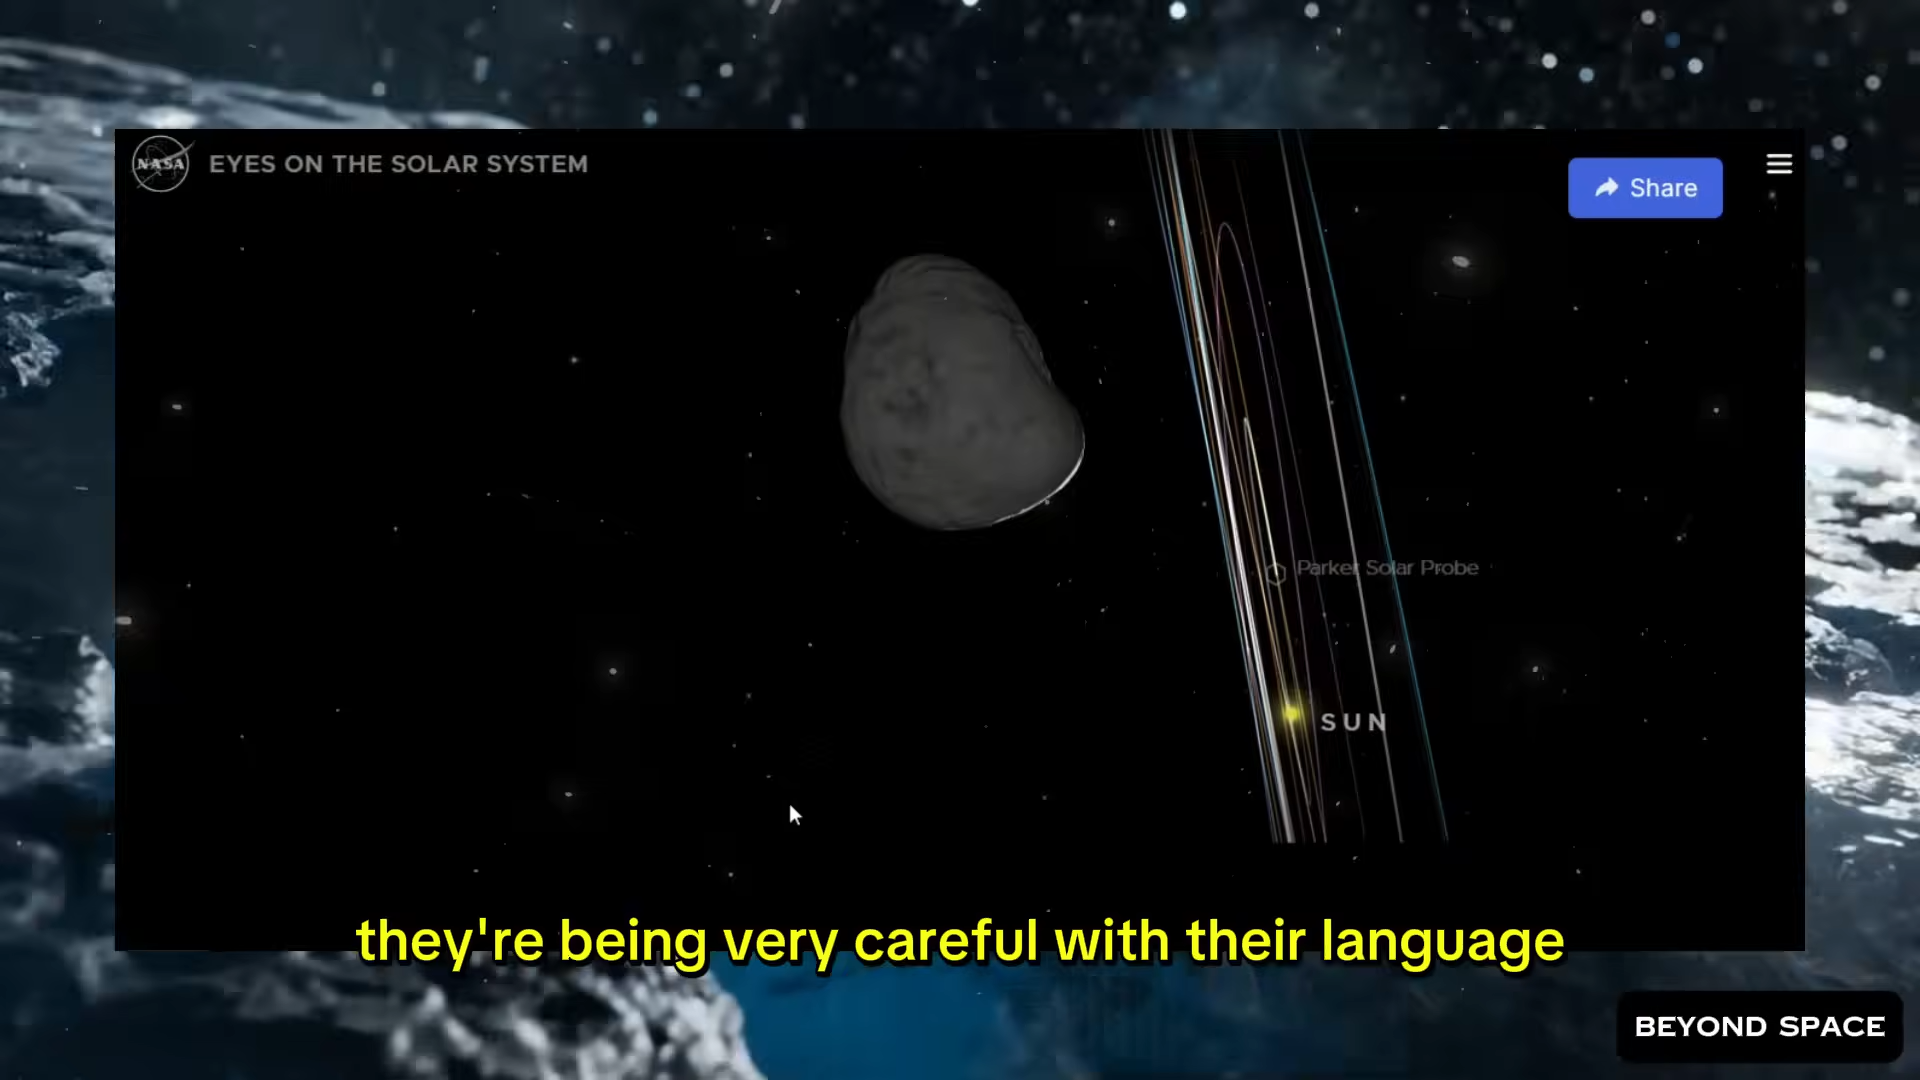 NASA
EYES ON THE SOLAR SYSTEM
Share
Parker Solar Probe
SUN
they're being very careful with their language
BEYOND SPACE